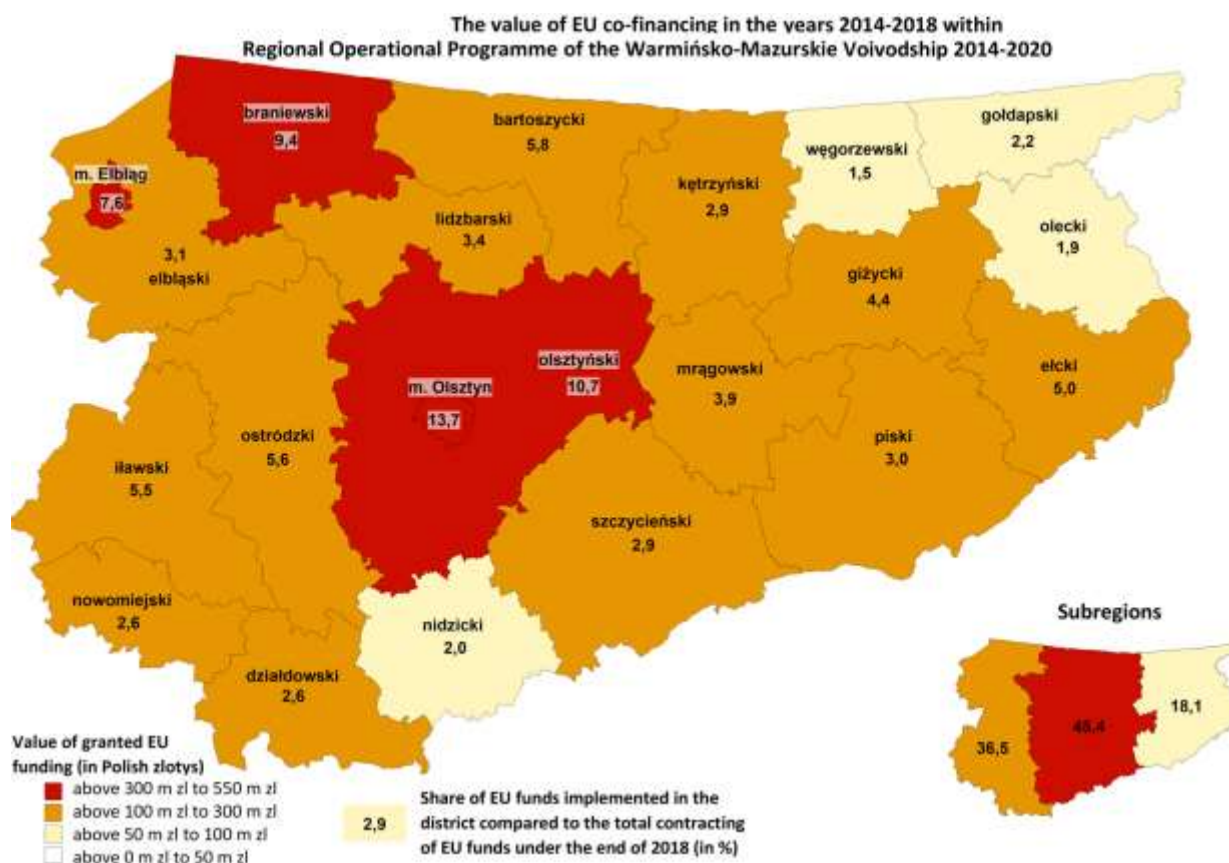 The value of EU co-financing in the years 2014-2018 within
Regional Operational Programme of the Warmińsko-Mazurskie Voivodship 2014-2020
braniewski
9,4
bartoszycki
5,8
gołdapski
2,2
węgorzewski
1,5
m. Elbląg
7,6
kętrzyński
2,9
lidzbarski
3,4
olecki
1,9
3,1
elbląski
giżycki
4,4
olsztyński
10,7
m. Olsztyn
13,7
mrągowski
3,9
ełcki
5,0
ostródzki
5,6
piski
3,0
iławski
5,5
szczycieński
2,9
nowomiejski
2,6
nidzicki
2,0
działdowski
2,6
Subregions
36,5
45,4
18,1
Value of granted EU
funding (in Polish zlotys)
above 300 m zl to 550 m zl
above 100 m zl to 300 m zl
above 50 m zl to 100 m zl
above 0 m zl to 50 m zl
2,9
Share of EU funds implemented in the
district compared to the total contracting
of EU funds under the end of 2018 (in %)